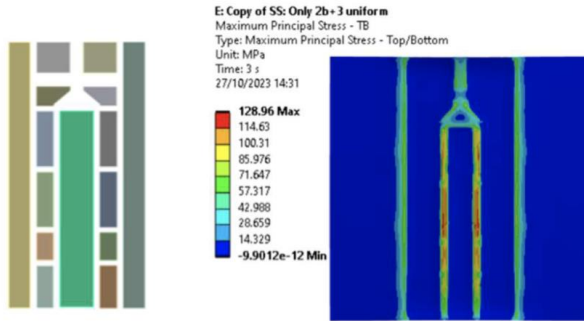 E: Copy of SS: Only 2b+3 uniform
Maximum Principal Stress - TB
Type: Maximum Principal Stress - Top/Bottom
Unit: MPa
Time: 3 s
27/10/2023 14:31
128.96 Max
114.63
100.31
85.976
71.647
57.317
42.988
28.659
14.329
-9.9012e-12 Min